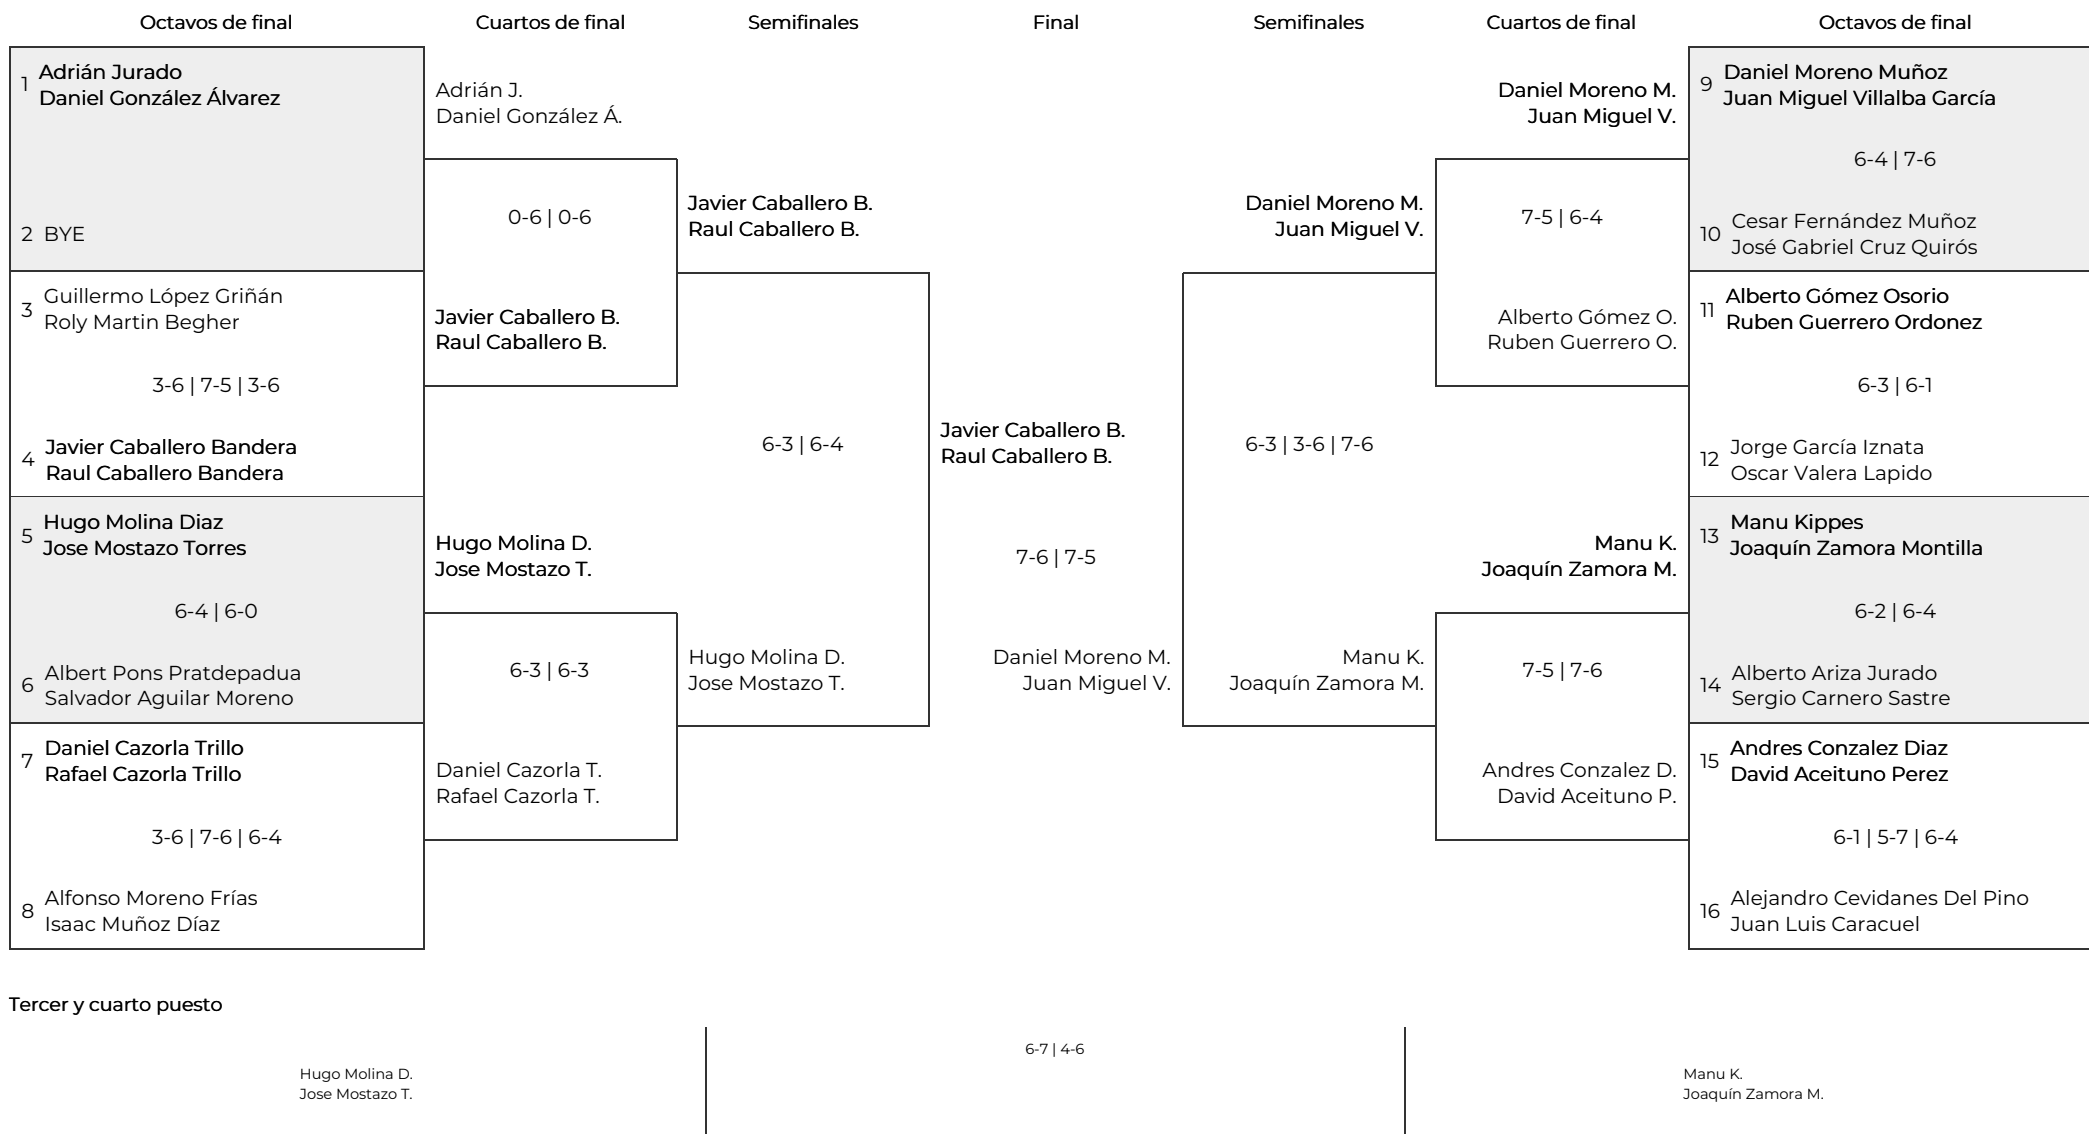 Octavos de final
Cuartos de final
Semifinales
Final
Semifinales
Cuartos de final
Octavos de final
1
Adrián Jurado
Daniel González Álvarez
2 BYE
3
Guillermo López Griñán
Roly Martin Begher
3-6 | 7-5 | 3-6
4
Javier Caballero Bandera
Raul Caballero Bandera
5
Hugo Molina Diaz
Jose Mostazo Torres
6-4 | 6-0
6
Albert Pons Pratdepadua
Salvador Aguilar Moreno
7
Daniel Cazorla Trillo
Rafael Cazorla Trillo
3-6 | 7-6 | 6-4
8
Alfonso Moreno Frías
Isaac Muñoz Díaz
Adrián J.
Daniel González Á.
0-6 | 0-6
Javier Caballero B.
Raul Caballero B.
Hugo Molina D.
Jose Mostazo T.
6-3 | 6-3
Daniel Cazorla T.
Rafael Cazorla T.
Javier Caballero B.
Raul Caballero B.
6-3 | 6-4
Hugo Molina D.
Jose Mostazo T.
Javier Caballero B.
Raul Caballero B.
7-6 | 7-5
Daniel Moreno M.
Juan Miguel V.
Daniel Moreno M.
Juan Miguel V.
6-3 | 3-6 | 7-6
Manu K.
Joaquín Zamora M.
Daniel Moreno M.
Juan Miguel V.
7-5 | 6-4
Alberto Gómez O.
Ruben Guerrero O.
Manu K.
Joaquín Zamora M.
7-5 | 7-6
Andres Conzalez D.
David Aceituno P.
9
Daniel Moreno Muñoz
Juan Miguel Villalba García
6-4 | 7-6
10
Cesar Fernández Muñoz
José Gabriel Cruz Quirós
11
Alberto Gómez Osorio
Ruben Guerrero Ordonez
6-3 | 6-1
12
Jorge García Iznata
Oscar Valera Lapido
13
Manu Kippes
Joaquín Zamora Montilla
6-2 | 6-4
14
Alberto Ariza Jurado
Sergio Carnero Sastre
15
Andres Conzalez Diaz
David Aceituno Perez
6-1 | 5-7 | 6-4
16
Alejandro Cevidanes Del Pino
Juan Luis Caracuel
Tercer y cuarto puesto
Hugo Molina D.
Jose Mostazo T.
6-7 | 4-6
Manu K.
Joaquín Zamora M.